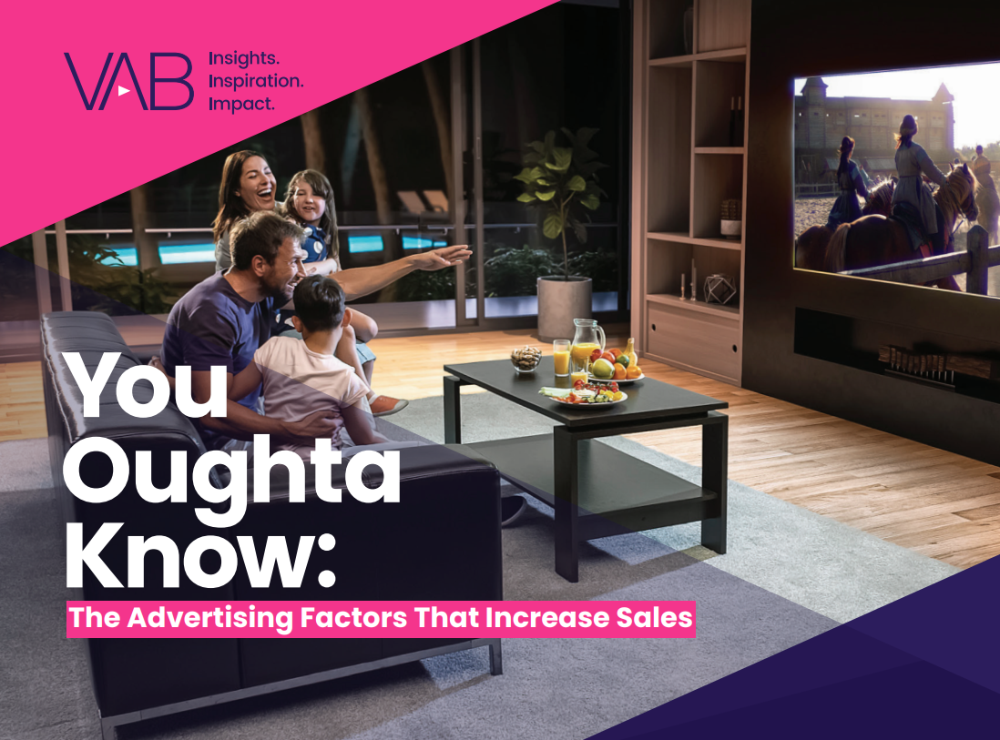 VAB
Insights.
Inspiration.
Impact.
You
Oughta
Know:
The Advertising Factors That Increase Sales